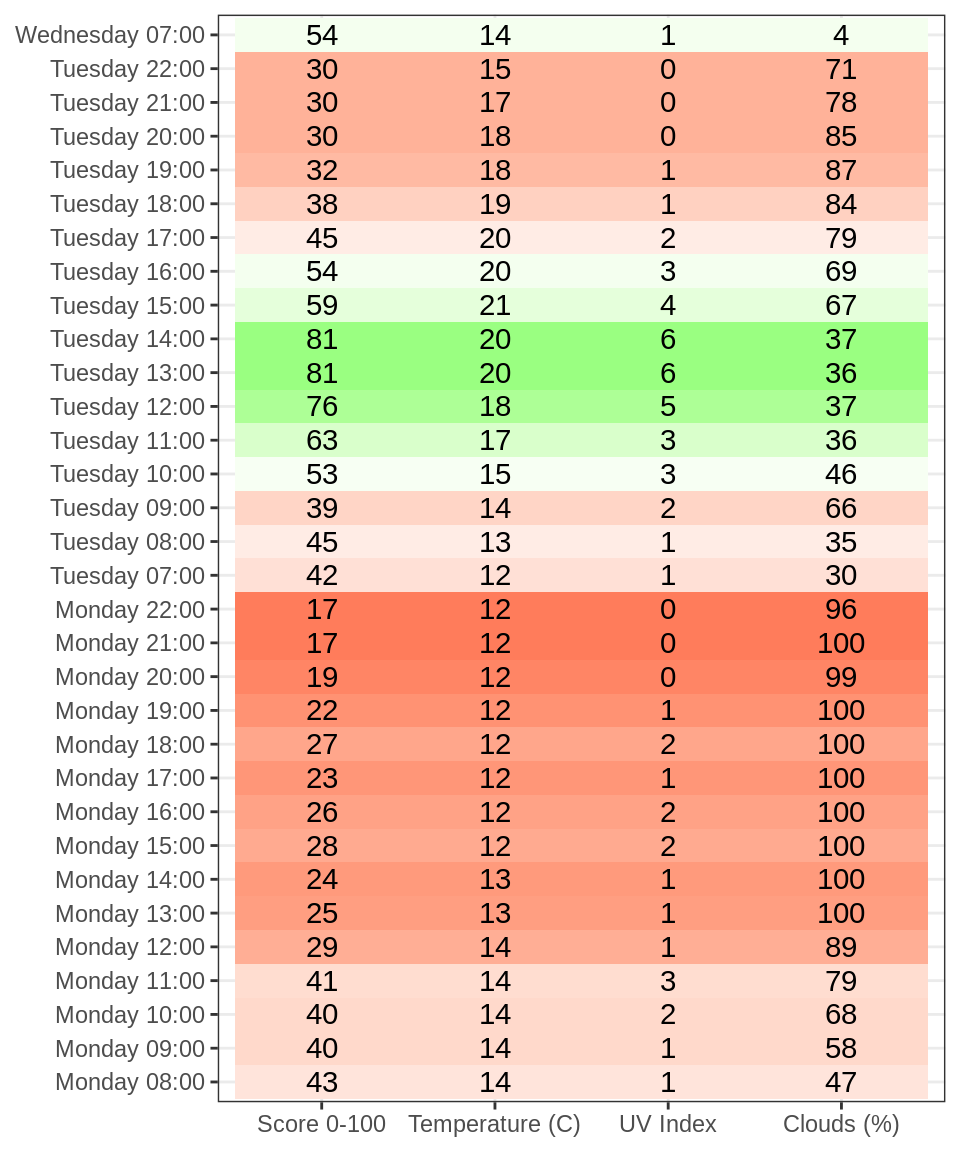 Wednesday 07:00 54 14 1 4
Tuesday 22:00 30 15 0 71
Tuesday 21:00 30 17 0 78
Tuesday 20:00 30 18 0 85
Tuesday 19:00 32 18 1 87
Tuesday 18:00 38 19 1 84
Tuesday 17:00 45 20 2 79
Tuesday 16:00 54 20 3 69
Tuesday 15:00 59 21 4 67
Tuesday 14:00 81 20 6 37
Tuesday 13:00 81 20 6 36
Tuesday 12:00 76 18 5 37
Tuesday 11:00 63 17 3 36
Tuesday 10:00 53 15 3 46
Tuesday 09:00 39 14 2 66
Tuesday 08:00 45 13 1 35
Tuesday 07:00 42 12 1 30
Monday 22:00 17 12 0 96
Monday 21:00 17 12 0 100
Monday 20:00 19 12 0 99
Monday 19:00 22 12 1 100
Monday 18:00 27 12 2 100
Monday 17:00 23 12 1 100
Monday 16:00 26 12 2 100
Monday 15:00 28 12 2 100
Monday 14:00 24 13 1 100
Monday 13:00 25 13 1 100
Monday 12:00 29 14 1 89
Monday 11:00 41 14 3 79
Monday 10:00 40 14 2 68
Monday 09:00 40 14 1 58
Monday 08:00 43 14 1 47
Score 0-100 Temperature (C) UV Index Clouds (%)